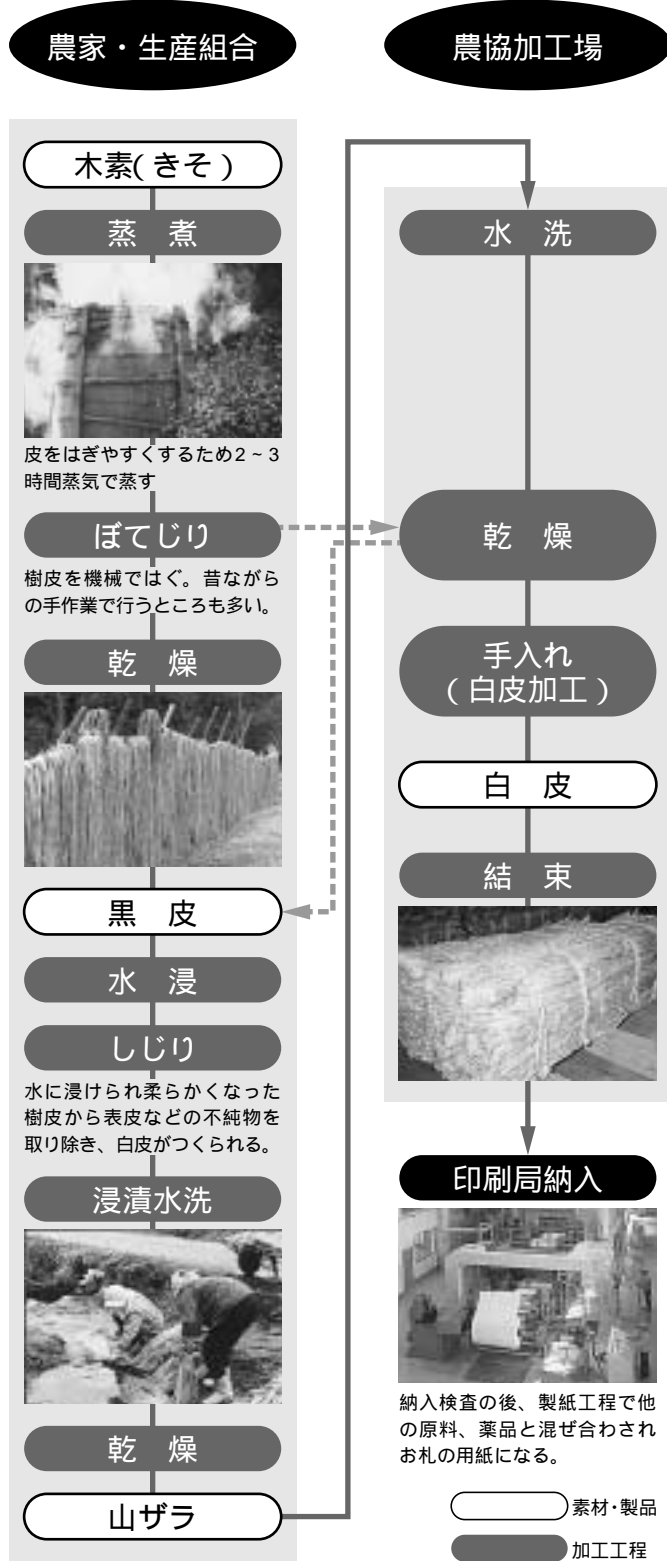 農家・生産組合
木素(きそ)
蒸 煮
皮をはぎやすくするため2~3
時間蒸気で蒸す
ぼてじり
樹皮を機械ではぐ。昔ながら
の手作業で行うところも多い。
乾 燥
黒 皮
水 浸
しじり
水に浸けられ柔らかくなった
樹皮から表皮などの不純物を
取り除き、白皮がつくられる。
浸漬水洗
乾 燥
山ザラ
農協加工場
水 洗
乾 燥
手入れ
(白皮加工)
白 皮
結 束
印刷局納入
納入検査の後、製紙工程で他
の原料、薬品と混ぜ合わされ
お札の用紙になる。
素材・製品
加工工程